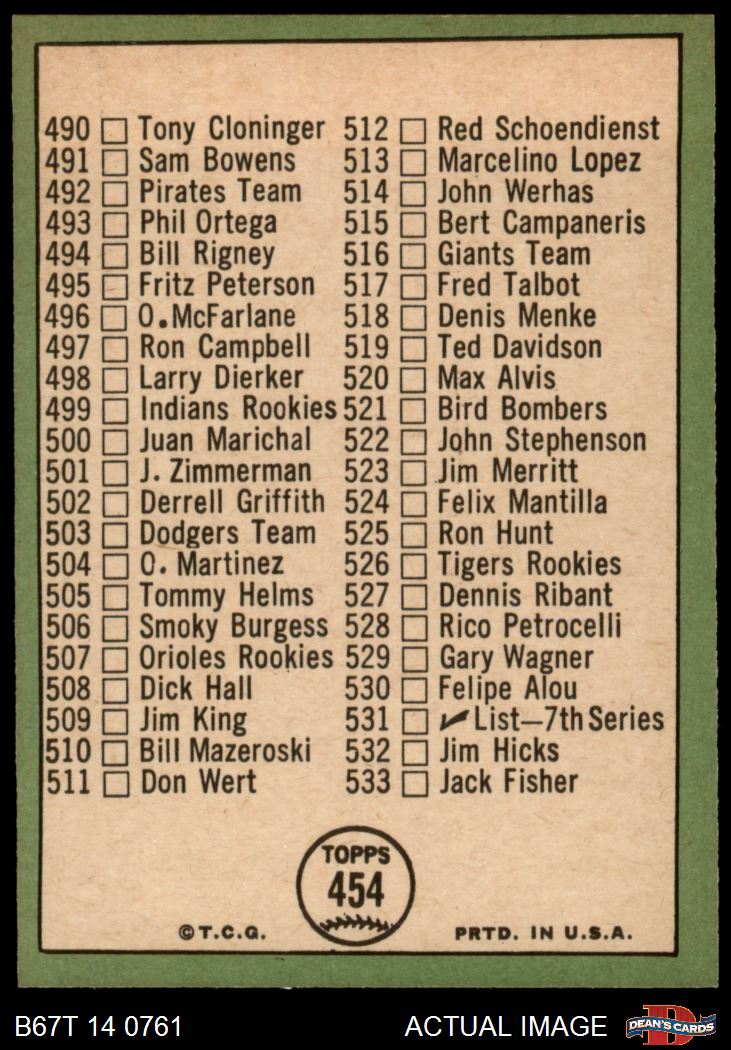 490 Tony Cloninger
491 Sam Bowens
492 Pirates Team
493 Phil Ortega
494 Bill Rigney
495 Fritz Peterson
496 O.McFarlane
497 Ron Campbell
498 Larry Dierker
499 Indians Rookies
500 Juan Marichal
501 J. Zimmerman
502 Derrell Griffith
503 Dodgers Team
504 O. Martinez
505 Tommy Helms
506 Smoky Burgess
507 Orioles Rookies
508 Dick Hall
509 Jim King
510 Bill Mazeroski
511 Don Wert
512 Red Schoendienst
513 Marcelino Lopez
514 John Werhas
515 Bert Campaneris
516 Giants Team
517 Fred Talbot
518 Denis Menke
519 Ted Davidson
520 Max Alvis
521 Bird Bombers
522 John Stephenson
523 Jim Merritt
524 Felix Mantilla
525 Ron Hunt
526 Tigers Rookies
527 Dennis Ribant
528 Rico Petrocelli
529 Gary Wagner
530 Felipe Alou
531 List—7th Series
532 Jim Hicks
533 Jack Fisher
TOPPS
454
©T.C.G.
PRTD. IN U.S.A.
B67T 14 0761
ACTUAL IMAGE
D
DEAN'S CARDS